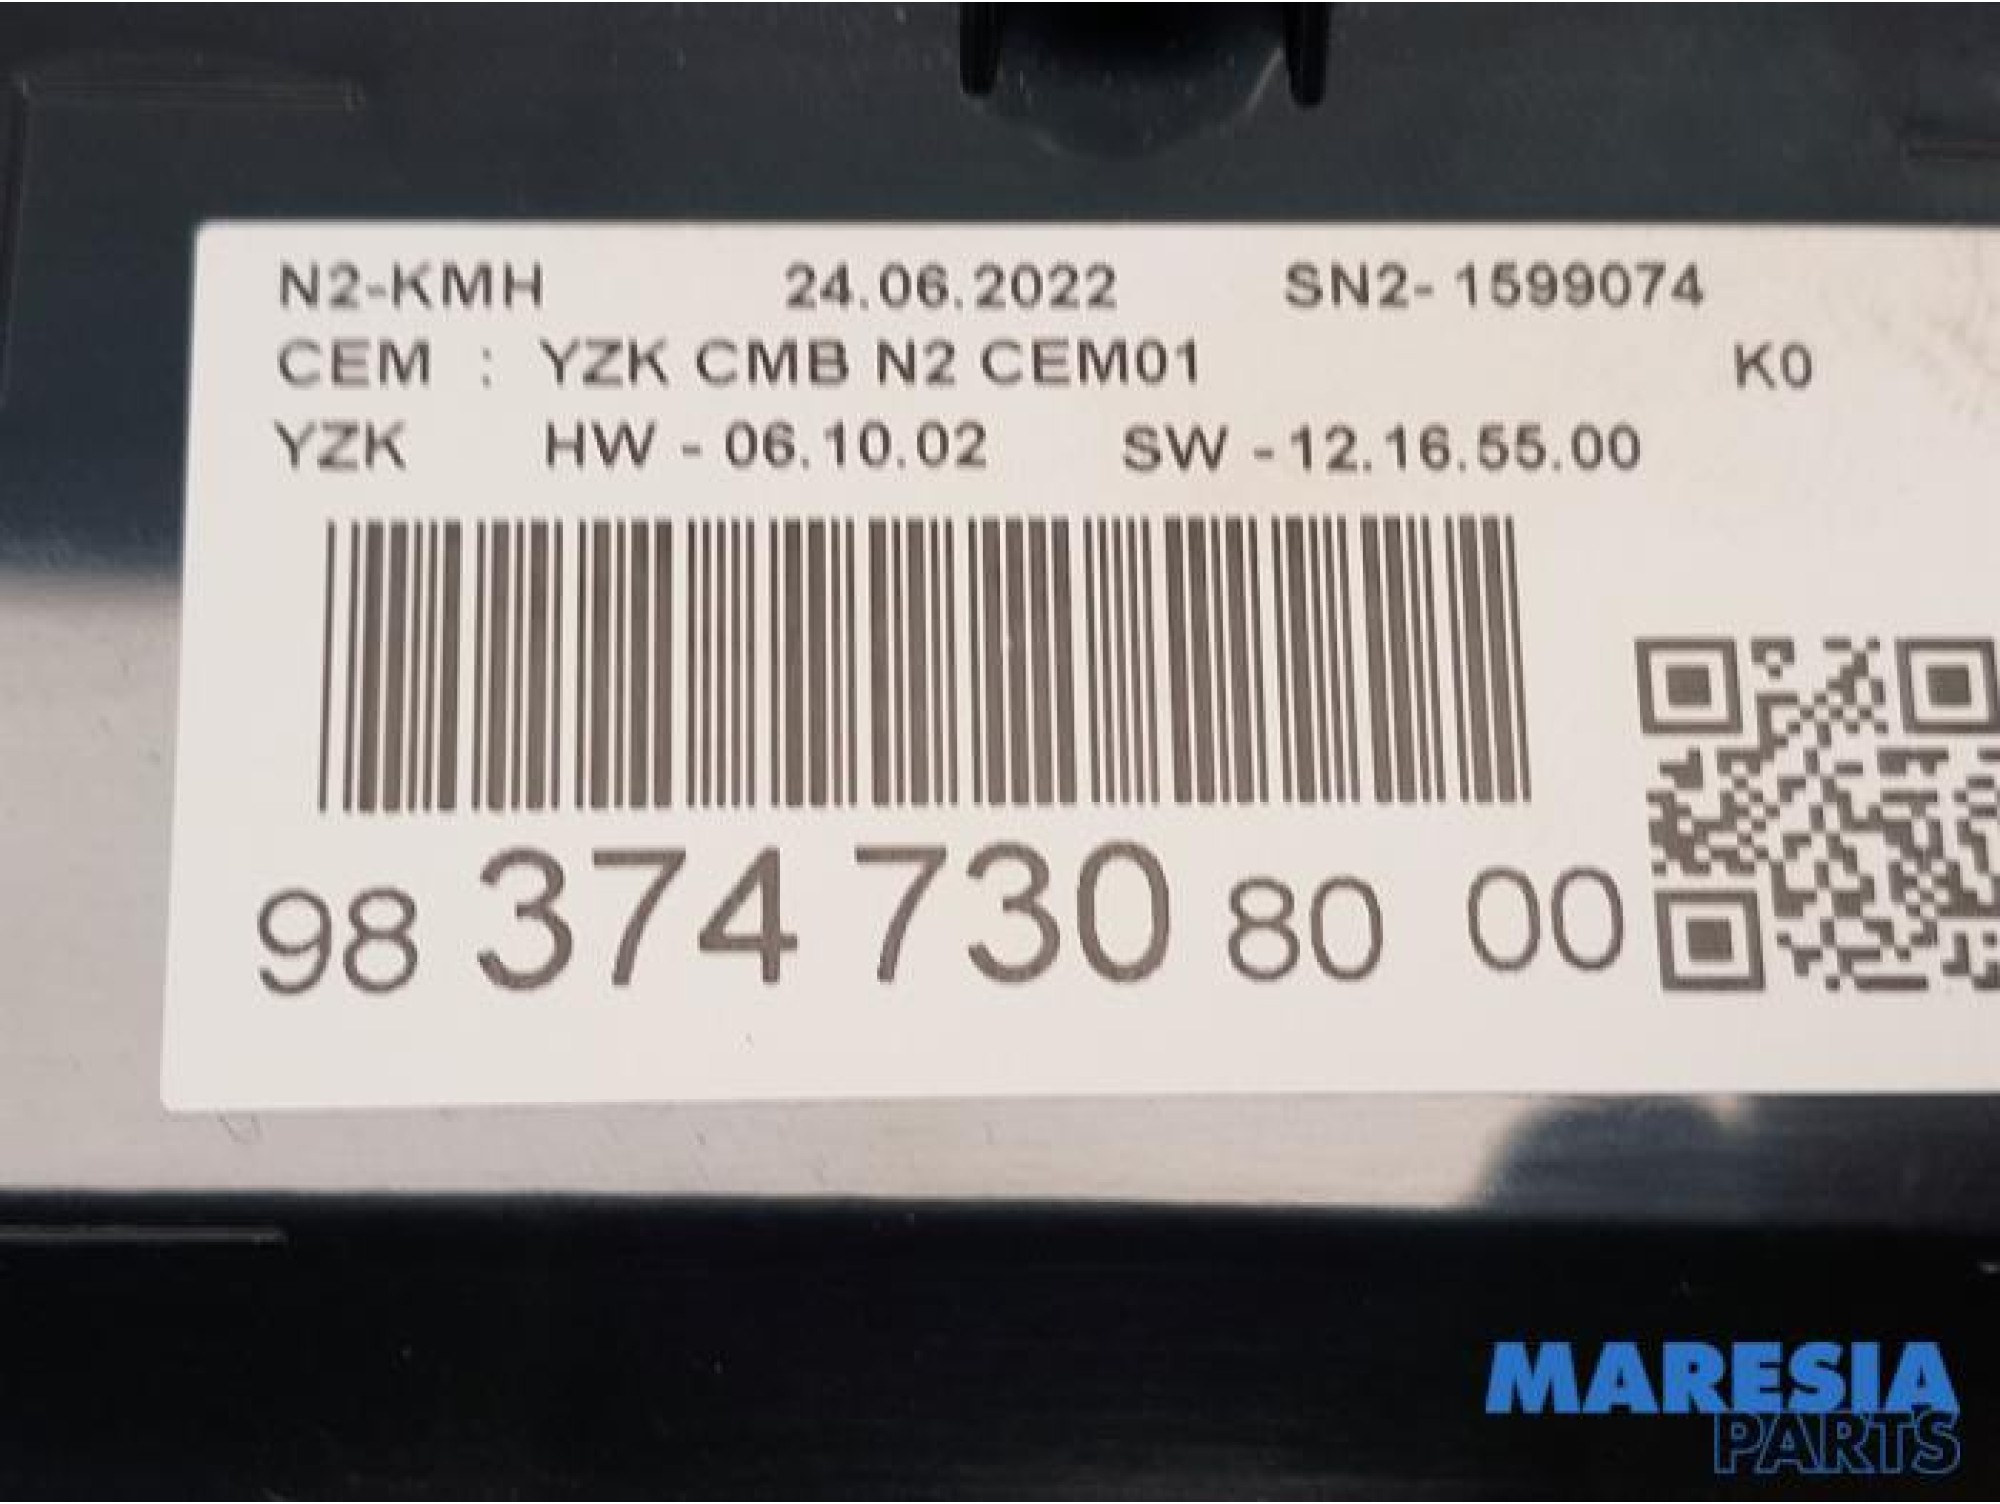 N2-KMH 24.06.2022 SN2- 1599074
CEM : YZK CMB N2 CEM01 K0
YZK HW - 06.10.02 SW - 12.16.55.00
98 374 730 80 00
MARESIA
PARTS